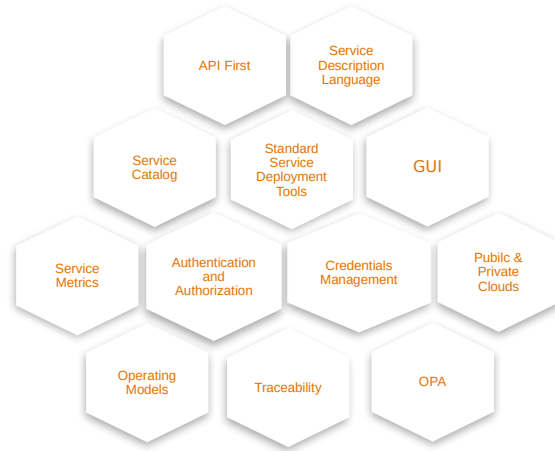 API First
Service
Description
Language
Service
Catalog
Standard
Service
Deployment
Tools
GUI
Service
Metrics
Authentication
and
Authorization
Credentials
Management
Pubilc &
Private
Clouds
Operating
Models
Traceability
OPA